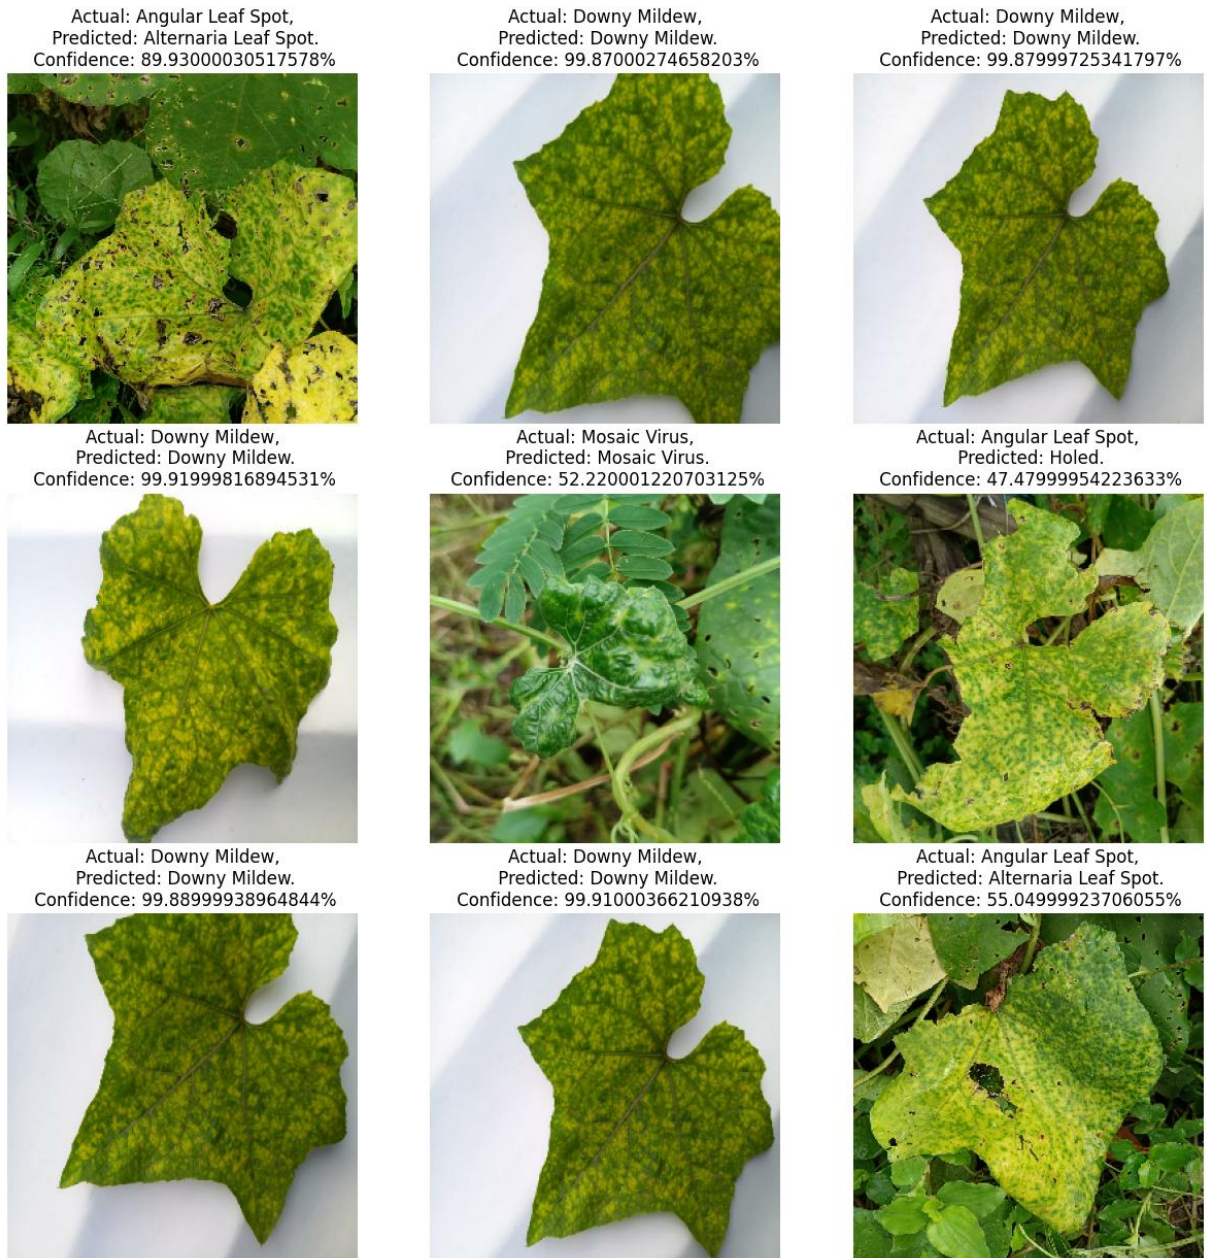 Actual: Angular Leaf Spot,
Predicted: Alternaria Leaf Spot.
Confidence: 89.93000030517578%
Actual: Downy Mildew,
Predicted: Downy Mildew.
Confidence: 99.87000274658203%
Actual: Downy Mildew,
Predicted: Downy Mildew.
Confidence: 99.87999725341797%
Actual: Downy Mildew,
Predicted: Downy Mildew.
Confidence: 99.91999816894531%
Actual: Mosaic Virus,
Predicted: Mosaic Virus.
Confidence: 52.220001220703125%
Actual: Angular Leaf Spot,
Predicted: Holed.
Confidence: 47.47999954223633%
Actual: Downy Mildew,
Predicted: Downy Mildew.
Confidence: 99.88999938964844%
Actual: Downy Mildew,
Predicted: Downy Mildew.
Confidence: 99.91000366210938%
Actual: Angular Leaf Spot,
Predicted: Alternaria Leaf Spot.
Confidence: 55.04999923706055%